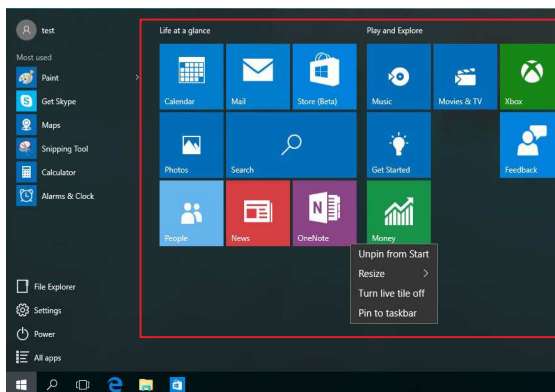 test
Most used
Paint
Get Skype
Maps
Snipping Tool
Calculator
Alarms & Clock
File Explorer
Settings
Power
All apps
Life at a glance
Calendar
Mail
Store (Beta)
Photos
Search
People
News
OneNote
Play and Explore
Music
Movies & TV
Xbox
Get Started
Feedback
Money
Unpin from Start
Resize
Turn live tile off
Pin to taskbar